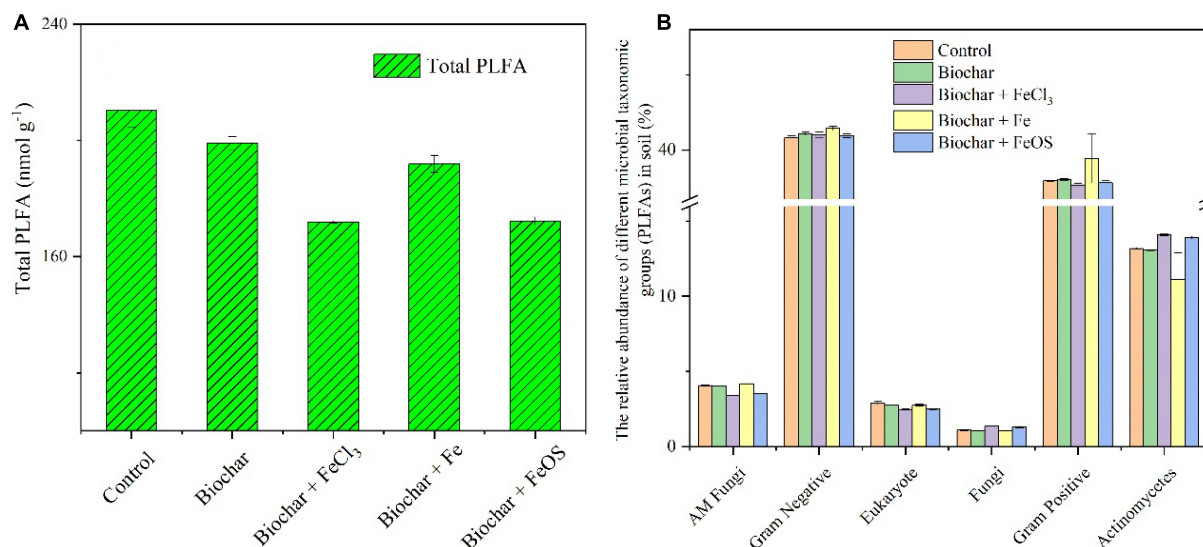 A
240
160
Total PLFA (nmol g⁻¹)
Total PLFA
Control
Biochar
Biochar + FeCl₃
Biochar + Fe
Biochar + FeOS
B
The relative abundance of different microbial taxonomic
groups (PLFAs) in soil (%)
40
10
0
Control
Biochar
Biochar + FeCl₃
Biochar + Fe
Biochar + FeOS
AM Fungi
Gram Negative
Eukaryote
Fungi
Gram Positive
Actinomycetes